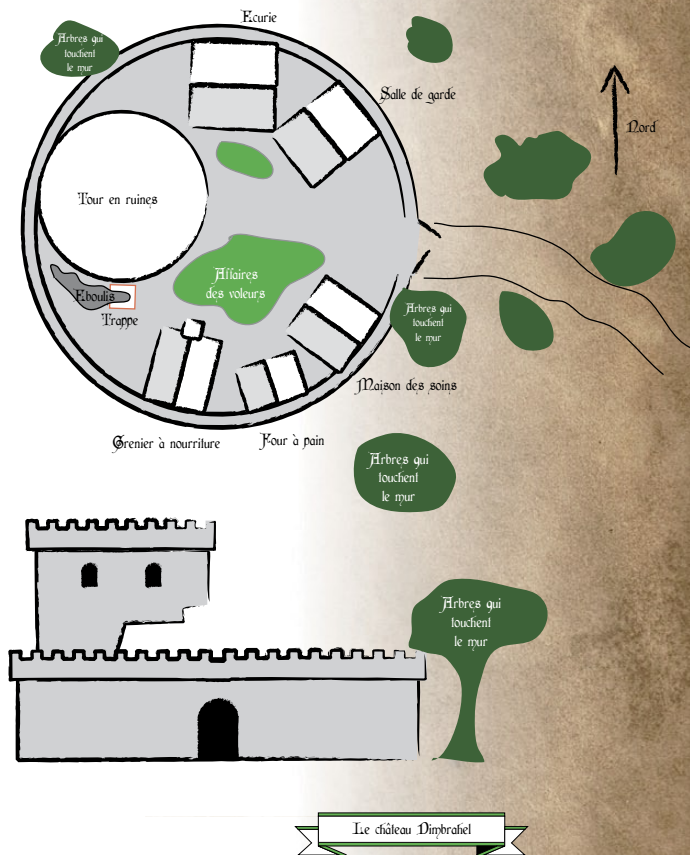 Ecurie
Arbres qui
touchent
le mur
Salle de garde
Nord
Tour en ruines
Affaires
des voleurs
Eboulis
Trappe
Arbres qui
touchent
le mur
Maison des soins
Grenier à nourriture
Four à pain
Arbres qui
touchent
le mur
Arbres qui
touchent
le mur
Le château Dimbrafiel